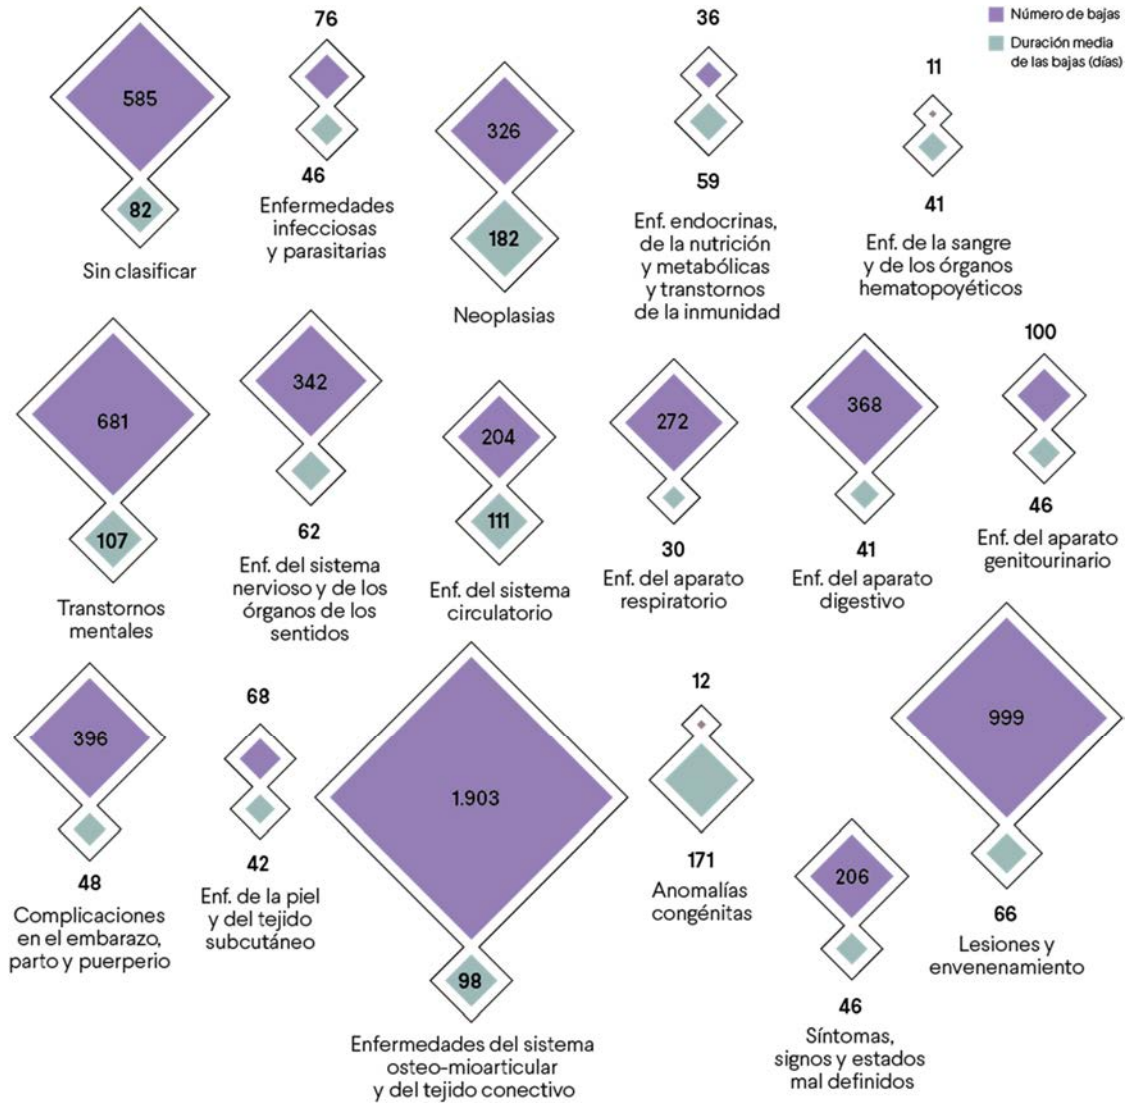 Número de bajas
Duración media
de las bajas (días)
585
82
Sin clasificar
76
46
Enfermedades
infecciosas
y parasitarias
326
182
Neoplasias
36
59
Enf. endocrinas,
de la nutrición
y metabólicas
y transtornos
de la inmunidad
11
41
Enf. de la sangre
y de los órganos
hematopoyéticos
681
107
Transtornos
mentales
342
62
Enf. del sistema
nervioso y de los
órganos de los
sentidos
204
111
Enf. del sistema
circulatorio
272
30
Enf. del aparato
respiratorio
368
41
Enf. del aparato
digestivo
100
46
Enf. del aparato
genitourinario
396
48
Complicaciones
en el embarazo,
parto y puerperio
68
42
Enf. de la piel
y del tejido
subcutáneo
1.903
98
Enfermedades del sistema
osteo-mioarticular
y del tejido conectivo
12
171
Anomalías
congénitas
206
46
Síntomas,
signos y estados
mal definidos
999
66
Lesiones y
envenenamiento